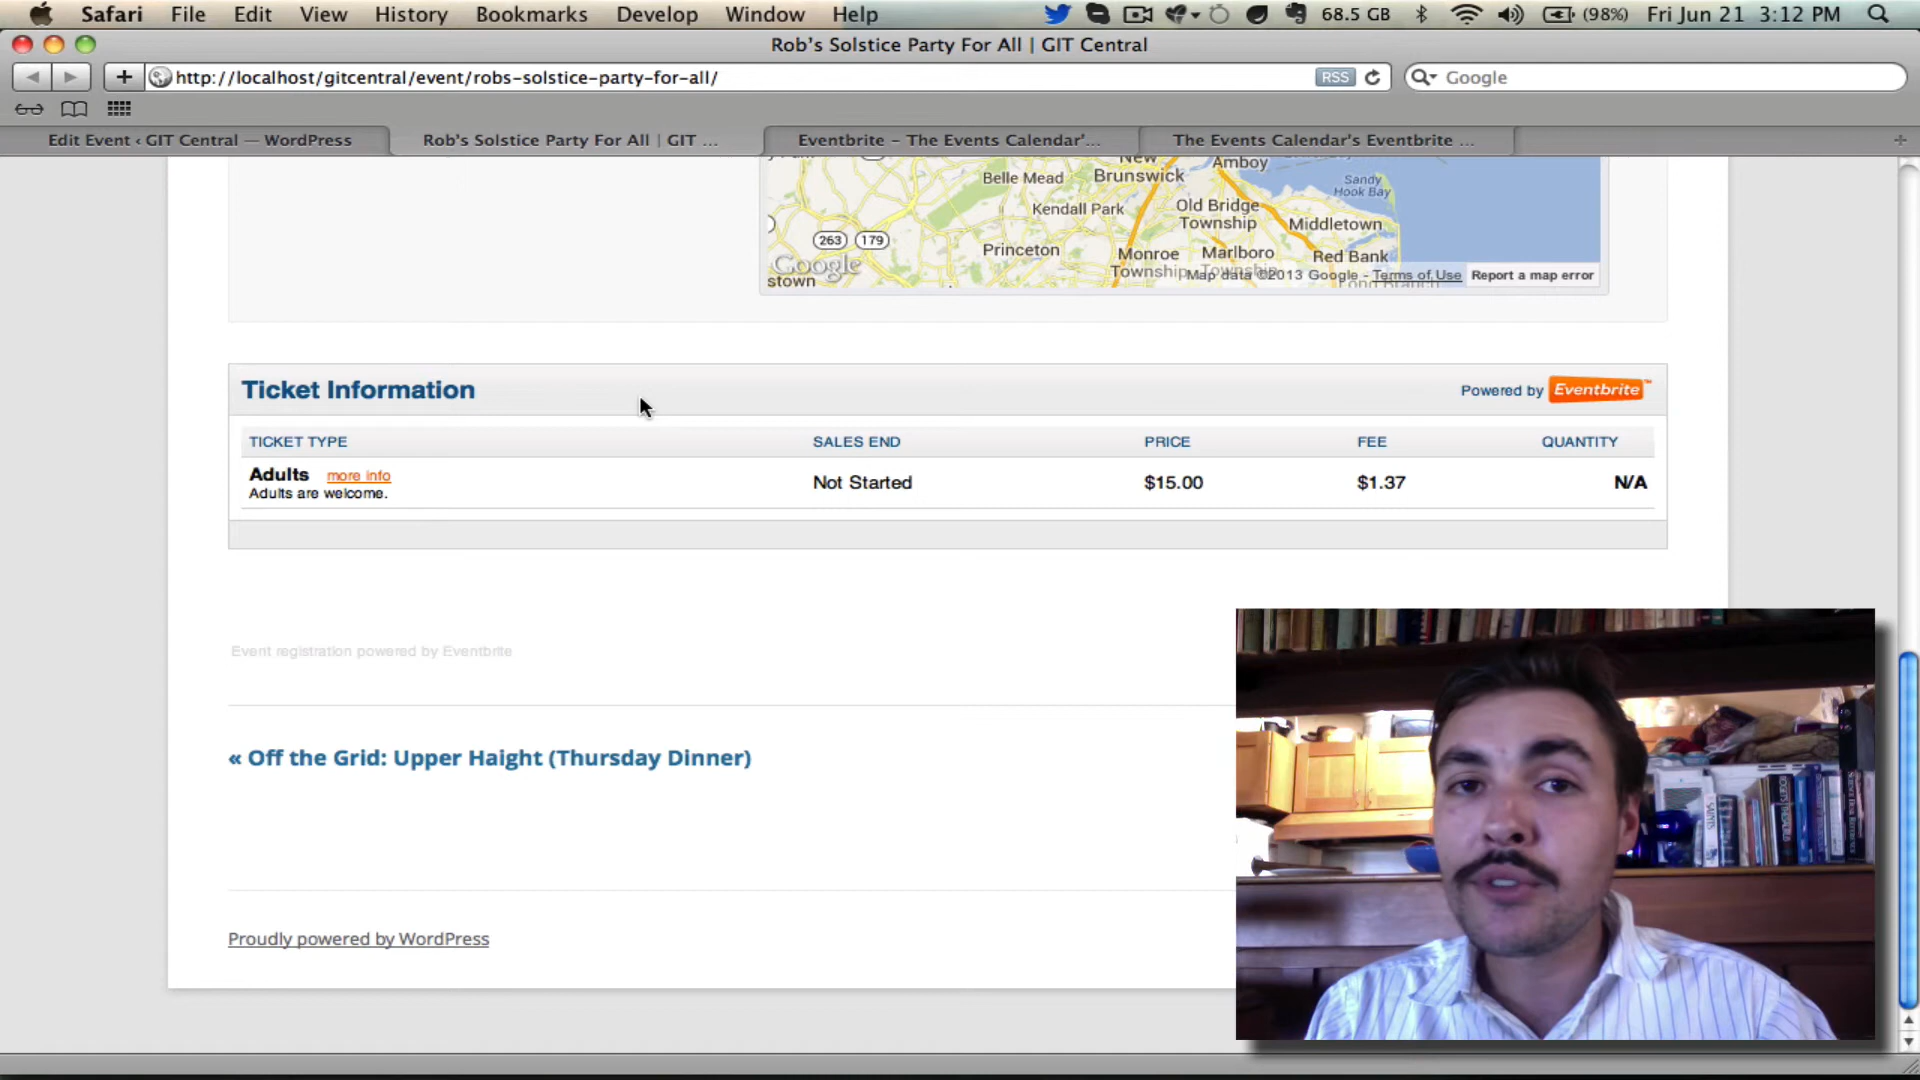 Safari File Edit View History Bookmarks Develop Window Help 68.5 GB (98%) Fri Jun 21 3:12 PM
Rob's Solstice Party For All | GIT Central
http://localhost/gitcentral/event/robs-solstice-party-for-all/ RSS Google
Edit Event ‹ GIT Central — WordPress Rob's Solstice Party For All | GIT ... Eventbrite – The Events Calendar'... The Events Calendar's Eventbrite ...
New Brunswick
Amboy
Belle Mead
Sandy Hook Bay
Kendall Park
Old Bridge Township
Middletown
263 179
Princeton
Monroe Township
Marlboro Township
Red Bank
Google
stown
Map data ©2013 Google - Terms of Use Report a map error
Ticket Information Powered by Eventbrite™
TICKET TYPE SALES END PRICE FEE QUANTITY
Adults more info Not Started $15.00 $1.37 N/A
Adults are welcome.
Event registration powered by Eventbrite
« Off the Grid: Upper Haight (Thursday Dinner)
Proudly powered by WordPress